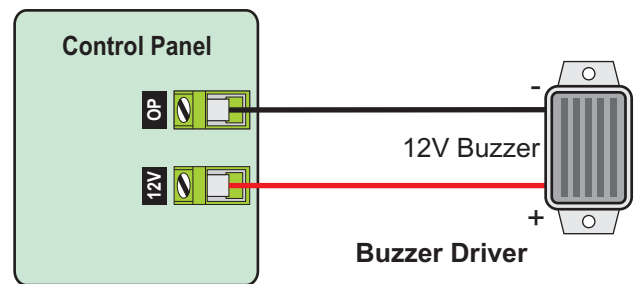 Control Panel
OP
-
12V Buzzer
12V
+
Buzzer Driver